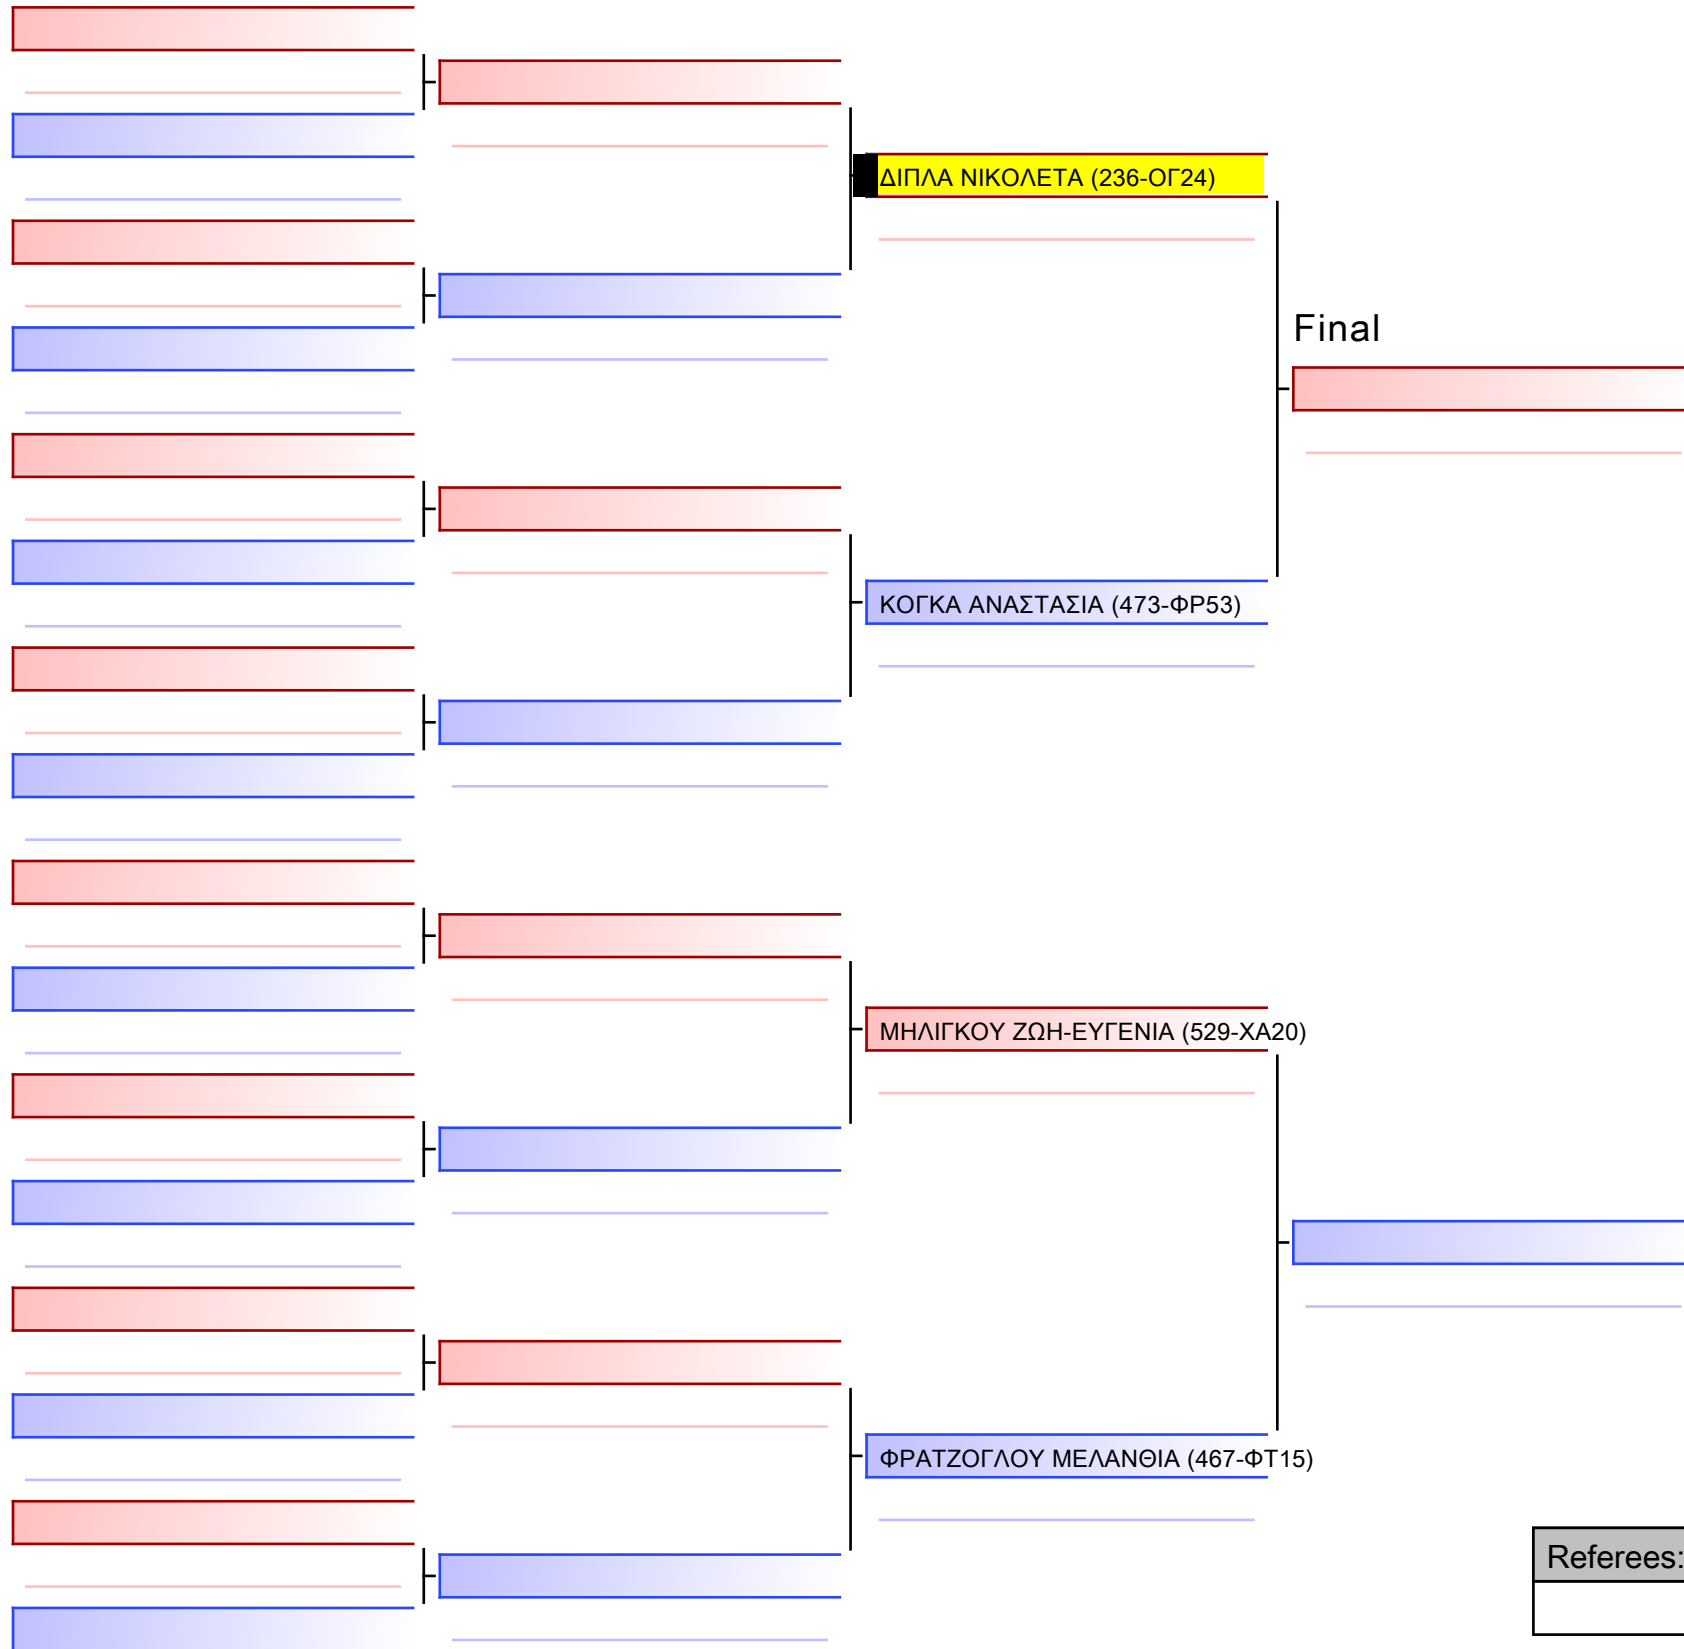 ΔΙΠΛΑ ΝΙΚΟΛΕΤΑ (236-ΟΓ24)
Final
ΚΟΓΚΑ ΑΝΑΣΤΑΣΙΑ (473-ΦΡ53)
ΜΗΛΙΓΚΟΥ ΖΩΗ-ΕΥΓΕΝΙΑ (529-ΧΑ20)
ΦΡΑΤΖΟΓΛΟΥ ΜΕΛΑΝΘΙΑ (467-ΦΤ15)
Referees: